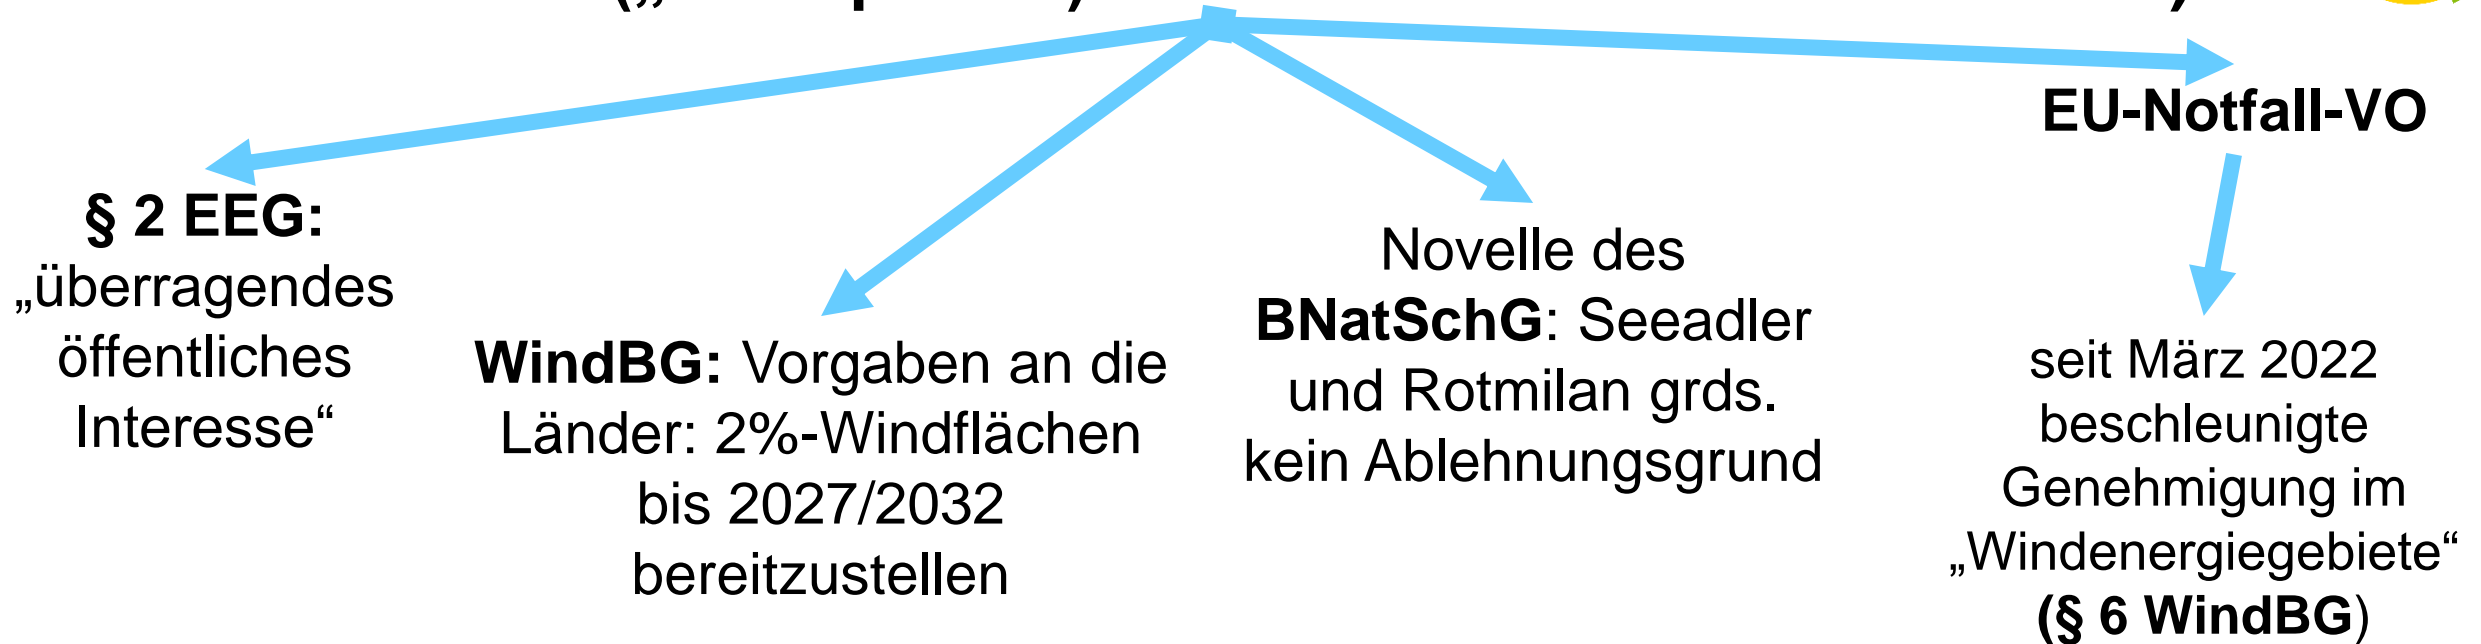 § 2 EEG:
„überragendes
öffentliches
Interesse“
WindBG: Vorgaben an die
Länder: 2%-Windflächen
bis 2027/2032
bereitzustellen
Novelle des
BNatSchG: Seeadler
und Rotmilan grds.
kein Ablehnungsgrund
EU-Notfall-VO
seit März 2022
beschleunigte
Genehmigung im
„Windenergiegebiete“
(§ 6 WindBG)